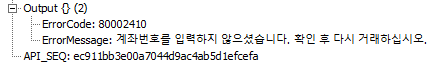 Output {} (2)
ErrorCode: 80002410
ErrorMessage: 계좌번호를 입력하지 않으셨습니다. 확인 후 다시 거래하십시오.
API_SEQ: ec911bb3e00a7044d9ac4ab5d1efcefa